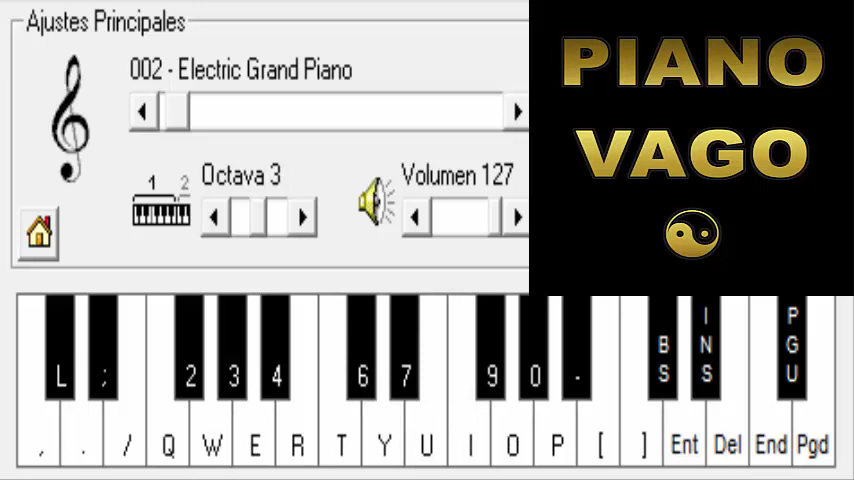 Ajustes Principales
002 - Electric Grand Piano
1 2
Octava 3
Volumen 127
PIANO
VAGO
L ; 2 3 4 6 7 9 0 - BS INS PGU
, . / Q W E R T Y U I O P [ ] Ent Del End Pgd